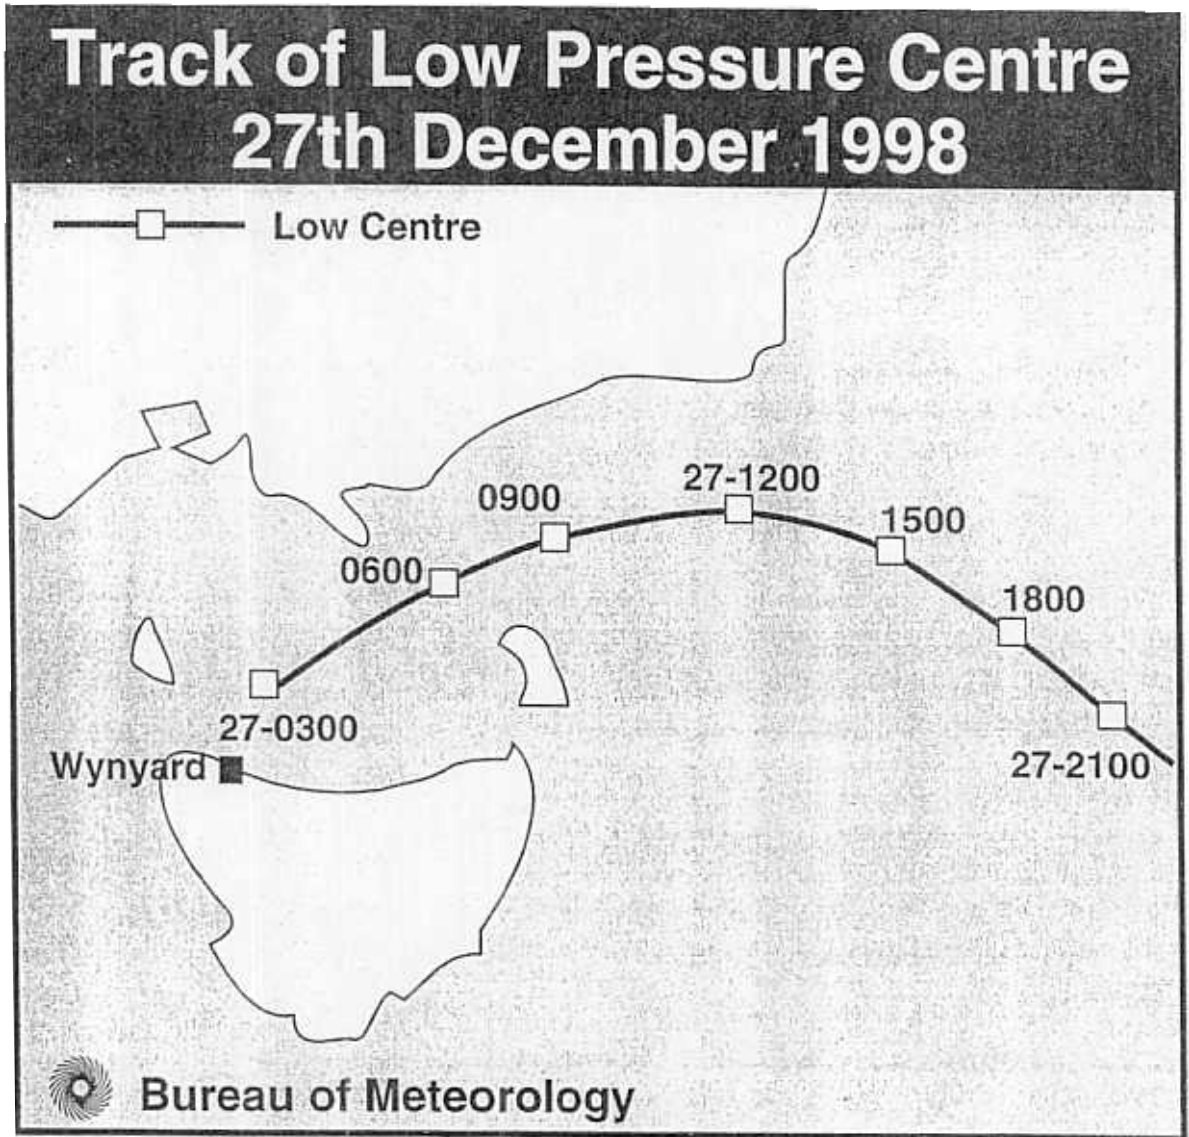 Track of Low Pressure Centre
27th December 1998
Low Centre
27-1200
0900
1500
0600
1800
27-0300
Wynyard
27-2100
Bureau of Meteorology